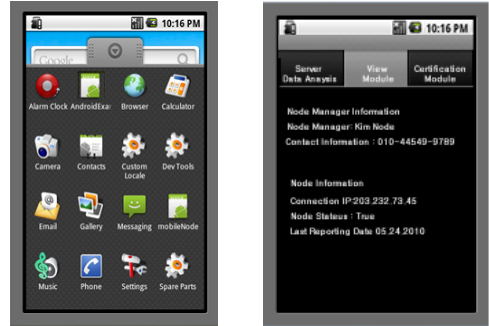 10:16 PM
Google
Alarm Clock AndroidExa Browser Calculator
Camera Contacts Custom Locale Dev Tools
Email Gallery Messaging mobileNode
Music Phone Settings Spare Parts
10:16 PM
Server Data Anaysis
View Module
Certification Module
Node Manager Information
Node Manager: Kim Node
Contact Information : 010-44549-9789
Node Information
Connection IP:203.232.73.45
Node Stateus : True
Last Reporting Date 05.24.2010